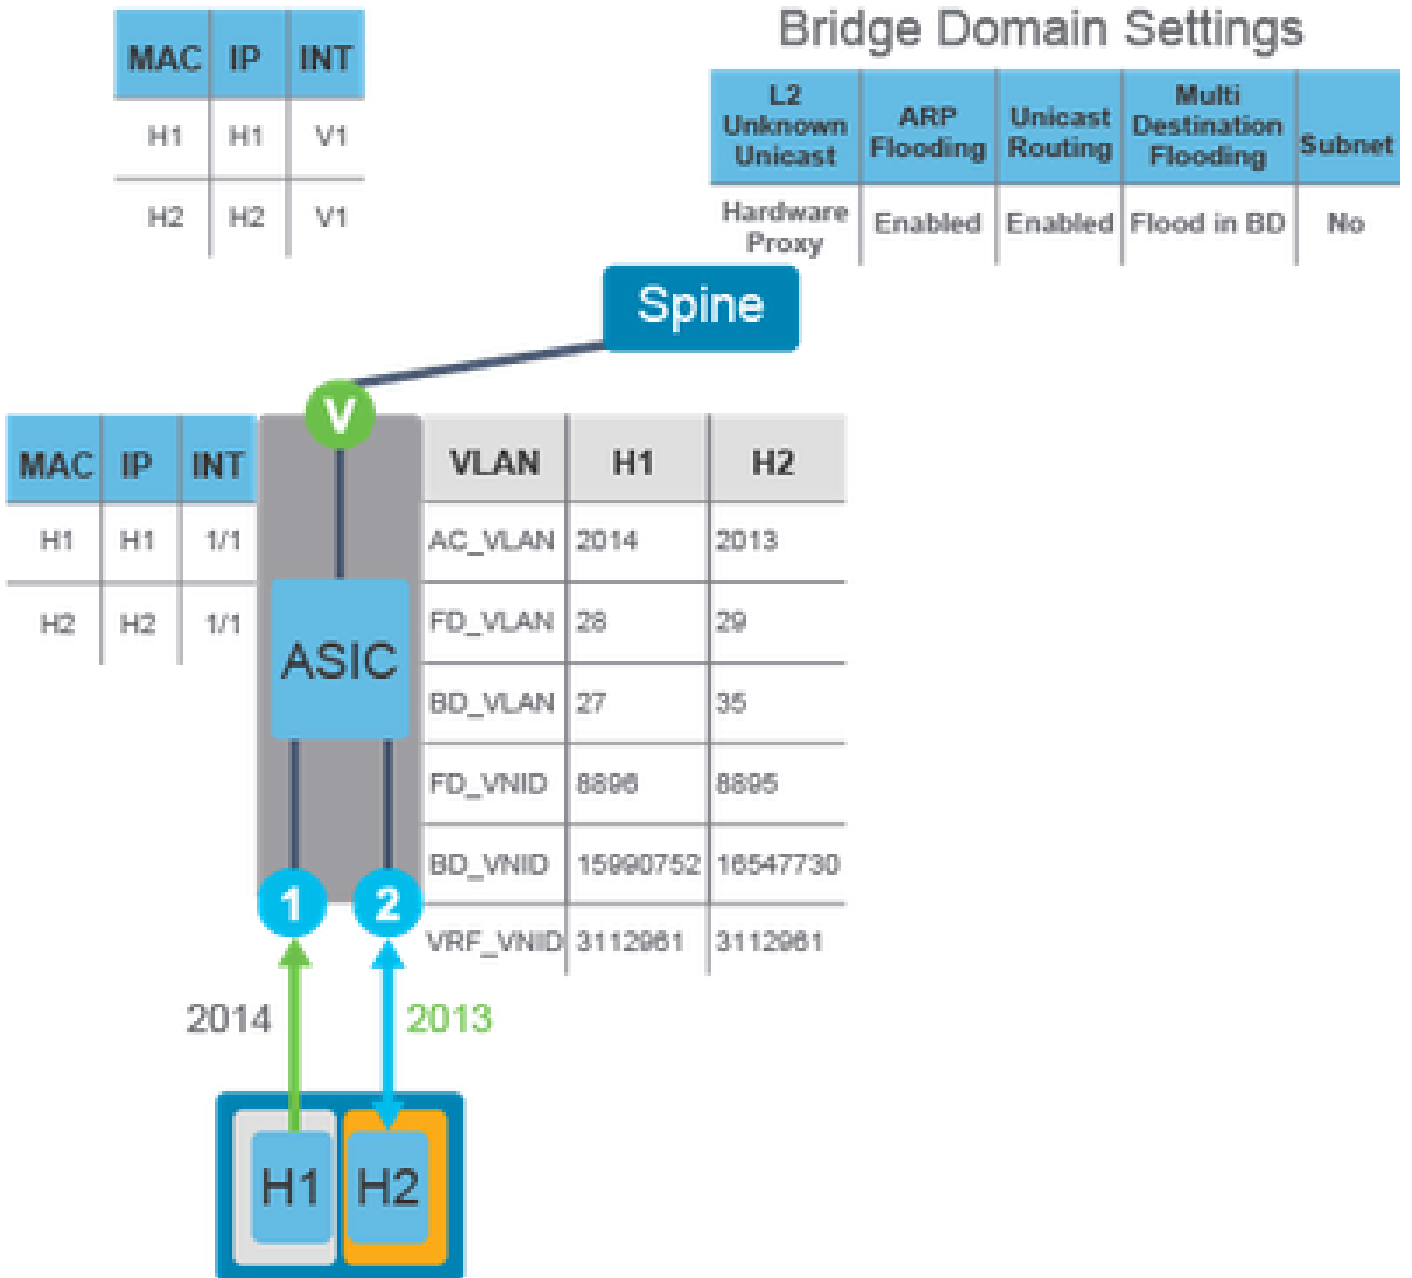 Bridge Domain Settings
MAC IP INT
H1 H1 V1
H2 H2 V1
L2 Unknown Unicast
ARP Flooding
Unicast Routing
Multi Destination Flooding
Subnet
Hardware Proxy
Enabled
Enabled
Flood in BD
No
Spine
V
MAC IP INT
H1 H1 1/1
H2 H2 1/1
ASIC
VLAN H1 H2
AC_VLAN 2014 2013
FD_VLAN 28 29
BD_VLAN 27 35
FD_VNID 8896 8895
BD_VNID 15990752 16547730
VRF_VNID 3112961 3112961
1 2
2014 2013
H1 H2